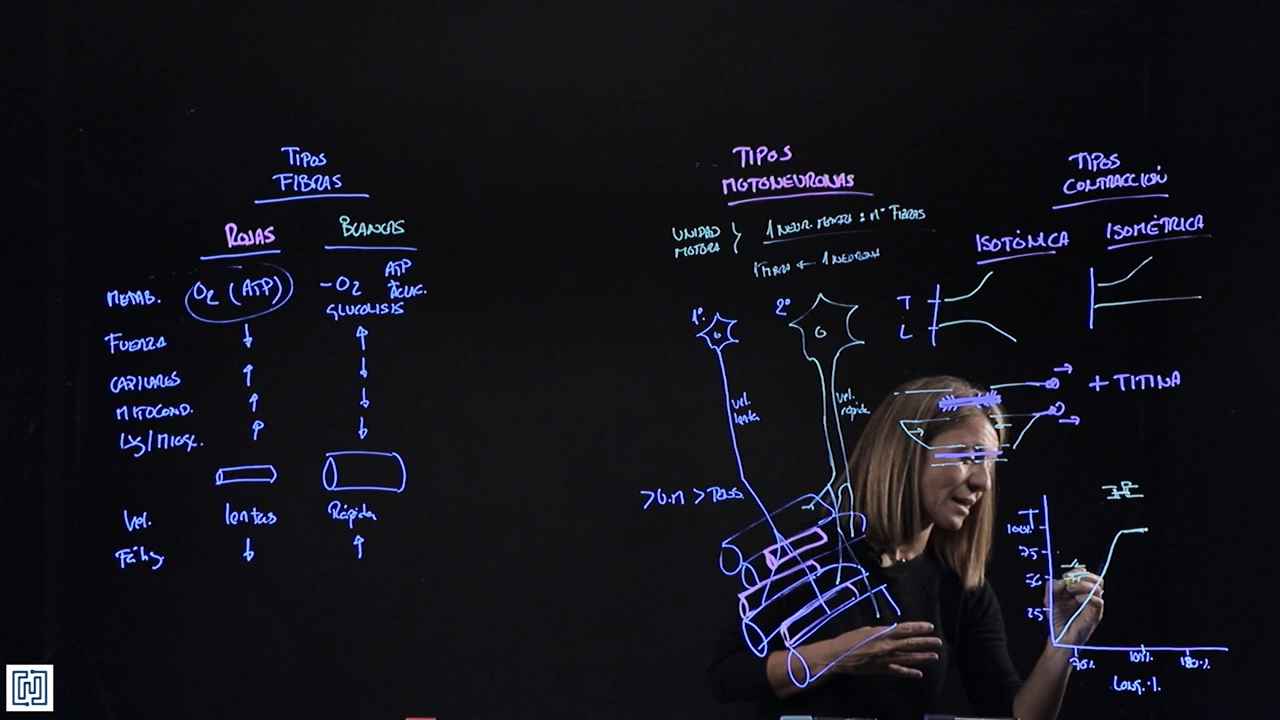 TIPOS
FIBRAS
ROJAS
BLANCAS
METAB.
O2 (ATP)
-O2
ATP
GLUCOLISIS
FUERZA
CAPILARES
MITOCOND.
Vel.
lentas
Rápida
TIPOS
MOTONEURONAS
UNIDAD
MOTORA
1 NEUR. MOTORA : Nº FIBRAS
1 FIBRA ← 1 NEURONA
1º
2º
G
G
vel.
lenta
vel.
rápida
>U.M >TENS.
TIPOS
CONTRACCIÓN
ISOTÓNICA
ISOMÉTRICA
T
L
+ TITINA
T
100%
75
50
25
70%
180%
LONG. %